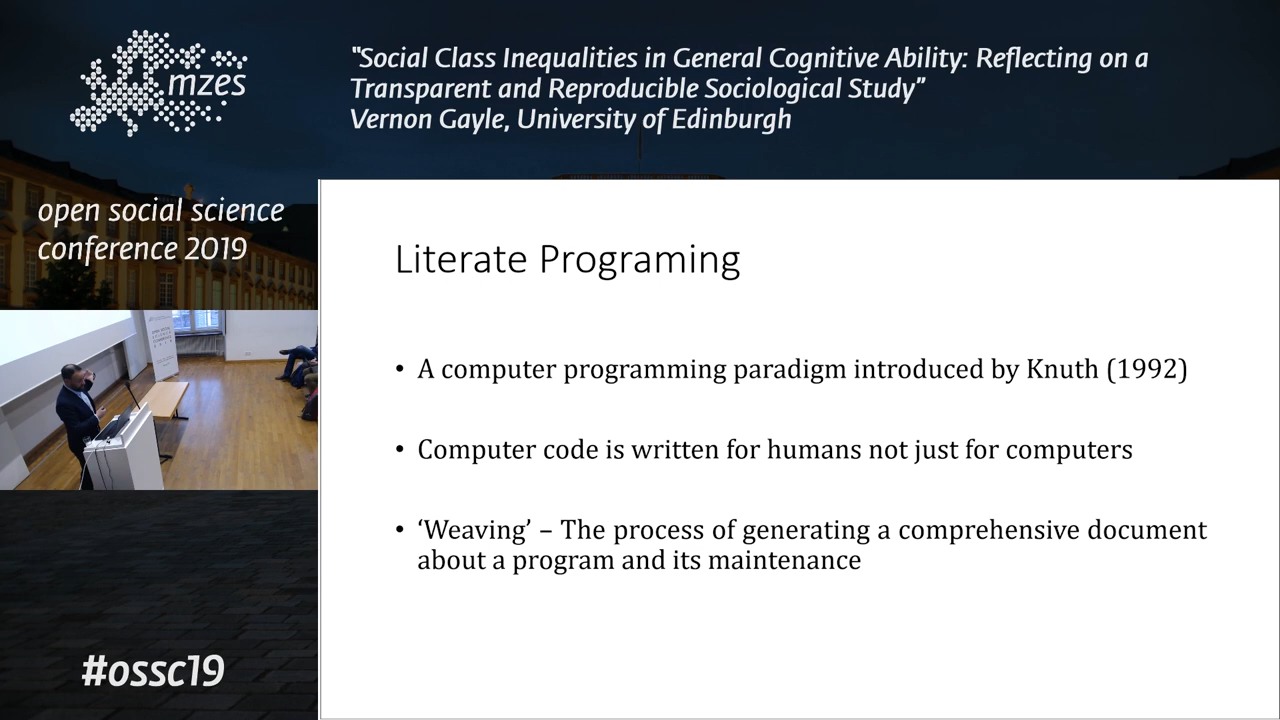 mzes
"Social Class Inequalities in General Cognitive Ability: Reflecting on a
Transparent and Reproducible Sociological Study"
Vernon Gayle, University of Edinburgh
open social science
conference 2019
Literate Programing
• A computer programming paradigm introduced by Knuth (1992)
• Computer code is written for humans not just for computers
• ‘Weaving’ – The process of generating a comprehensive document
about a program and its maintenance
#ossc19